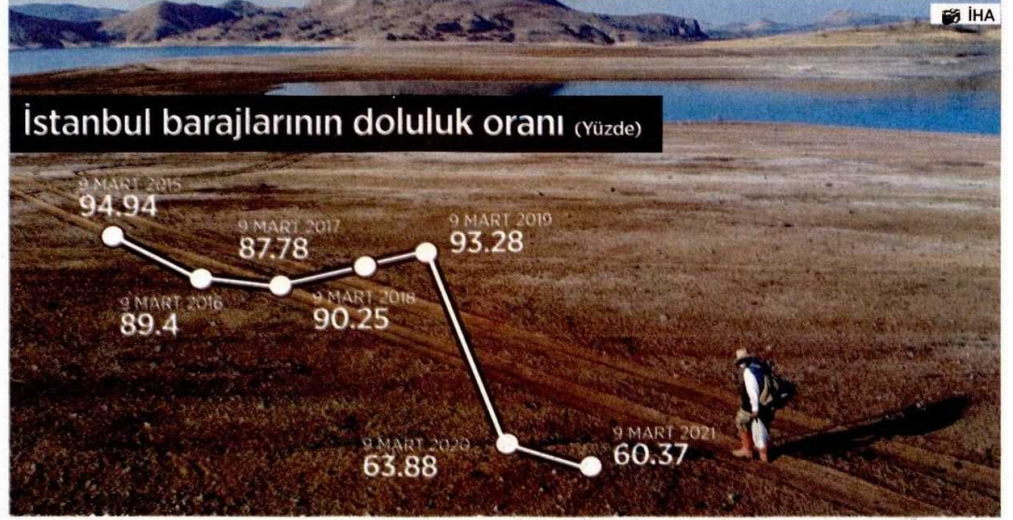 İHA
İstanbul barajlarının doluluk oranı (Yüzde)
9 MART 2015
94.94
9 MART 2016
89.4
9 MART 2017
87.78
9 MART 2018
90.25
9 MART 2019
93.28
9 MART 2020
63.88
9 MART 2021
60.37